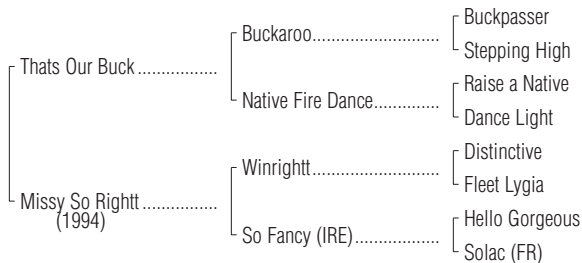 Buckpasser
Buckaroo.............................
Stepping High
Thats Our Buck ..................
Raise a Native
Native Fire Dance...............
Dance Light
Distinctive
Winrightt............................
Fleet Lygia
Missy So Rightt .................
(1994)
Hello Gorgeous
So Fancy (IRE)...................
Solac (FR)